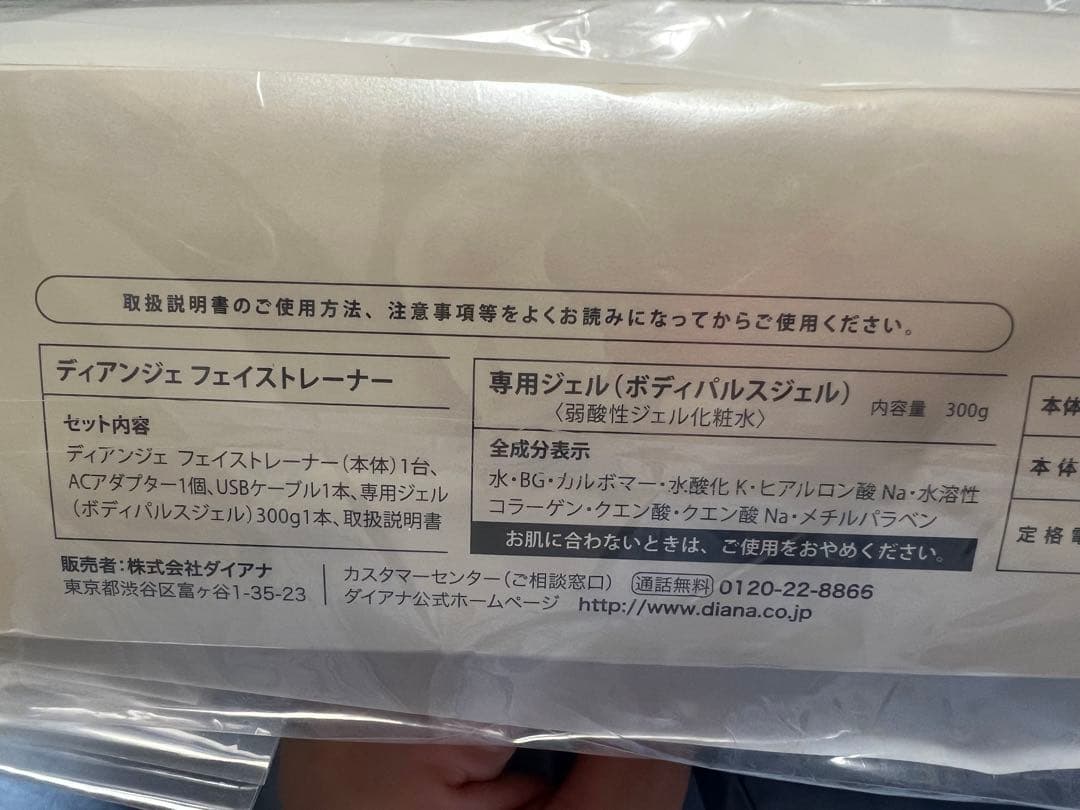 取扱説明書のご使用方法、注意事項等をよくお読みになってからご使用ください。
ディアンジェ フェイストレーナー
セット内容
ディアンジェ フェイストレーナー(本体)1台、
ACアダプター1個、USBケーブル1本、専用ジェル
(ボディパルスジェル)300g1本、取扱説明書
専用ジェル(ボディパルスジェル) 内容量 300g
〈弱酸性ジェル化粧水〉
全成分表示
水・BG・カルボマー・水酸化K・ヒアルロン酸Na・水溶性
コラーゲン・クエン酸・クエン酸Na・メチルパラベン
お肌に合わないときは、ご使用をおやめください。
本体
本体
定格電
販売者:株式会社ダイアナ
東京都渋谷区富ヶ谷1-35-23
カスタマーセンター(ご相談窓口) 通話無料 0120-22-8866
ダイアナ公式ホームページ http://www.diana.co.jp